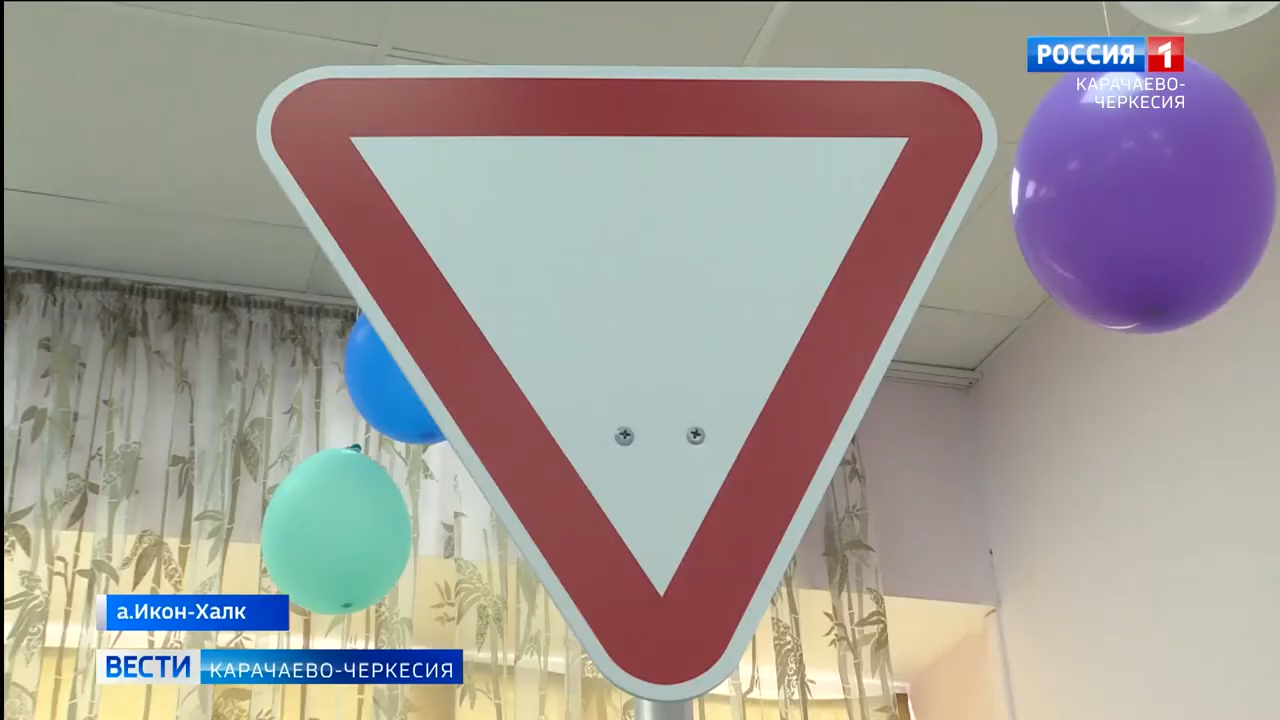 РОССИЯ 1
КАРАЧАЕВО-
ЧЕРКЕСИЯ
а.Икон-Халк
ВЕСТИ КАРАЧАЕВО-ЧЕРКЕСИЯ